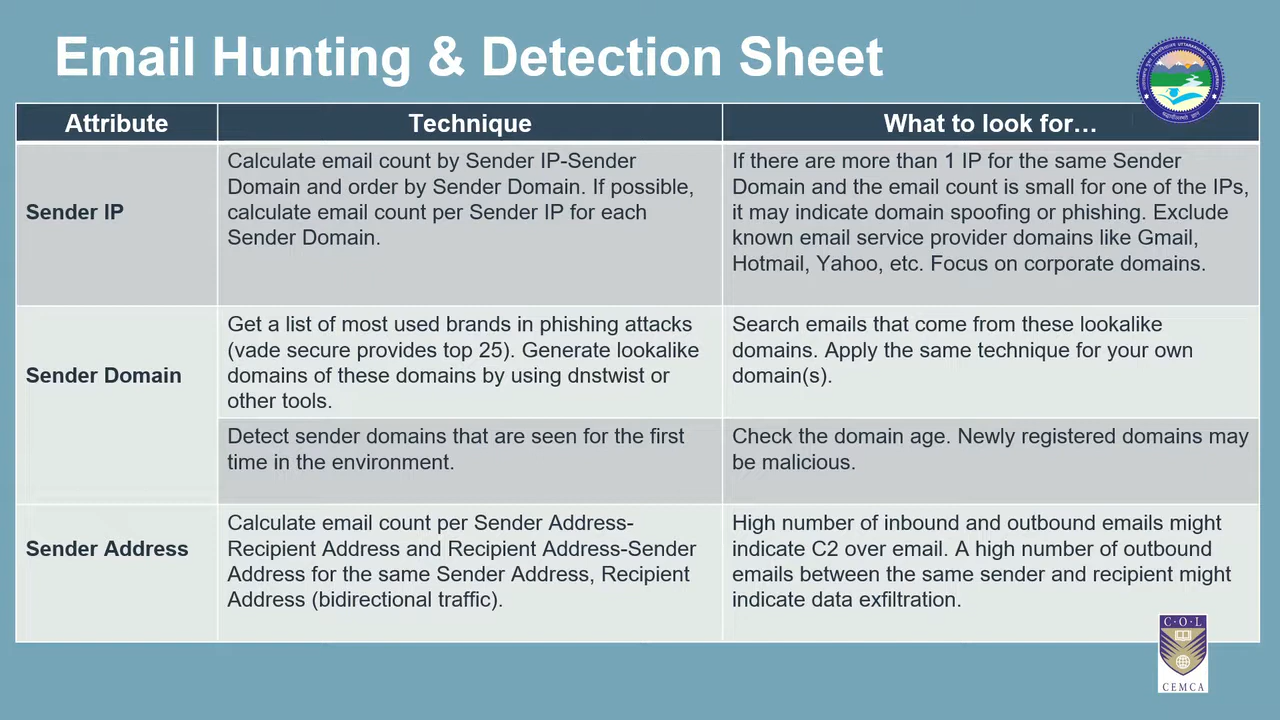 Email Hunting & Detection Sheet
Attribute
Technique
What to look for…
Sender IP
Calculate email count by Sender IP-Sender
Domain and order by Sender Domain. If possible,
calculate email count per Sender IP for each
Sender Domain.
If there are more than 1 IP for the same Sender
Domain and the email count is small for one of the IPs,
it may indicate domain spoofing or phishing. Exclude
known email service provider domains like Gmail,
Hotmail, Yahoo, etc. Focus on corporate domains.
Sender Domain
Get a list of most used brands in phishing attacks
(vade secure provides top 25). Generate lookalike
domains of these domains by using dnstwist or
other tools.
Search emails that come from these lookalike
domains. Apply the same technique for your own
domain(s).
Detect sender domains that are seen for the first
time in the environment.
Check the domain age. Newly registered domains may
be malicious.
Sender Address
Calculate email count per Sender Address-
Recipient Address and Recipient Address-Sender
Address for the same Sender Address, Recipient
Address (bidirectional traffic).
High number of inbound and outbound emails might
indicate C2 over email. A high number of outbound
emails between the same sender and recipient might
indicate data exfiltration.
C·O·L
CEMCA